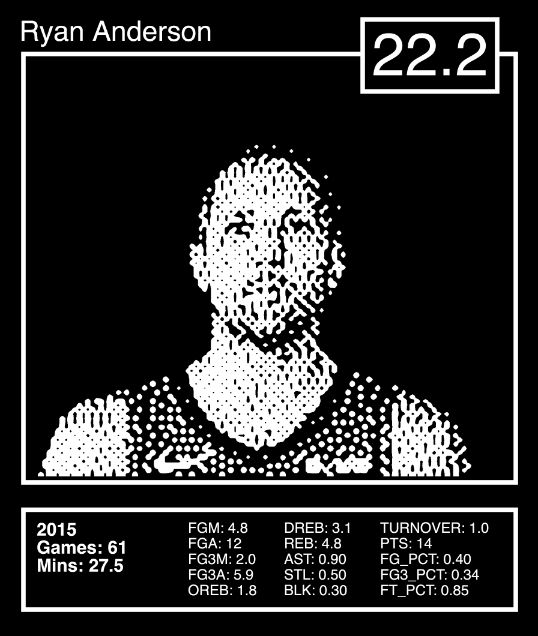 Ryan Anderson
22.2
2015
Games: 61
Mins: 27.5
FGM: 4.8
FGA: 12
FG3M: 2.0
FG3A: 5.9
OREB: 1.8
DREB: 3.1
REB: 4.8
AST: 0.90
STL: 0.50
BLK: 0.30
TURNOVER: 1.0
PTS: 14
FG_PCT: 0.40
FG3_PCT: 0.34
FT_PCT: 0.85